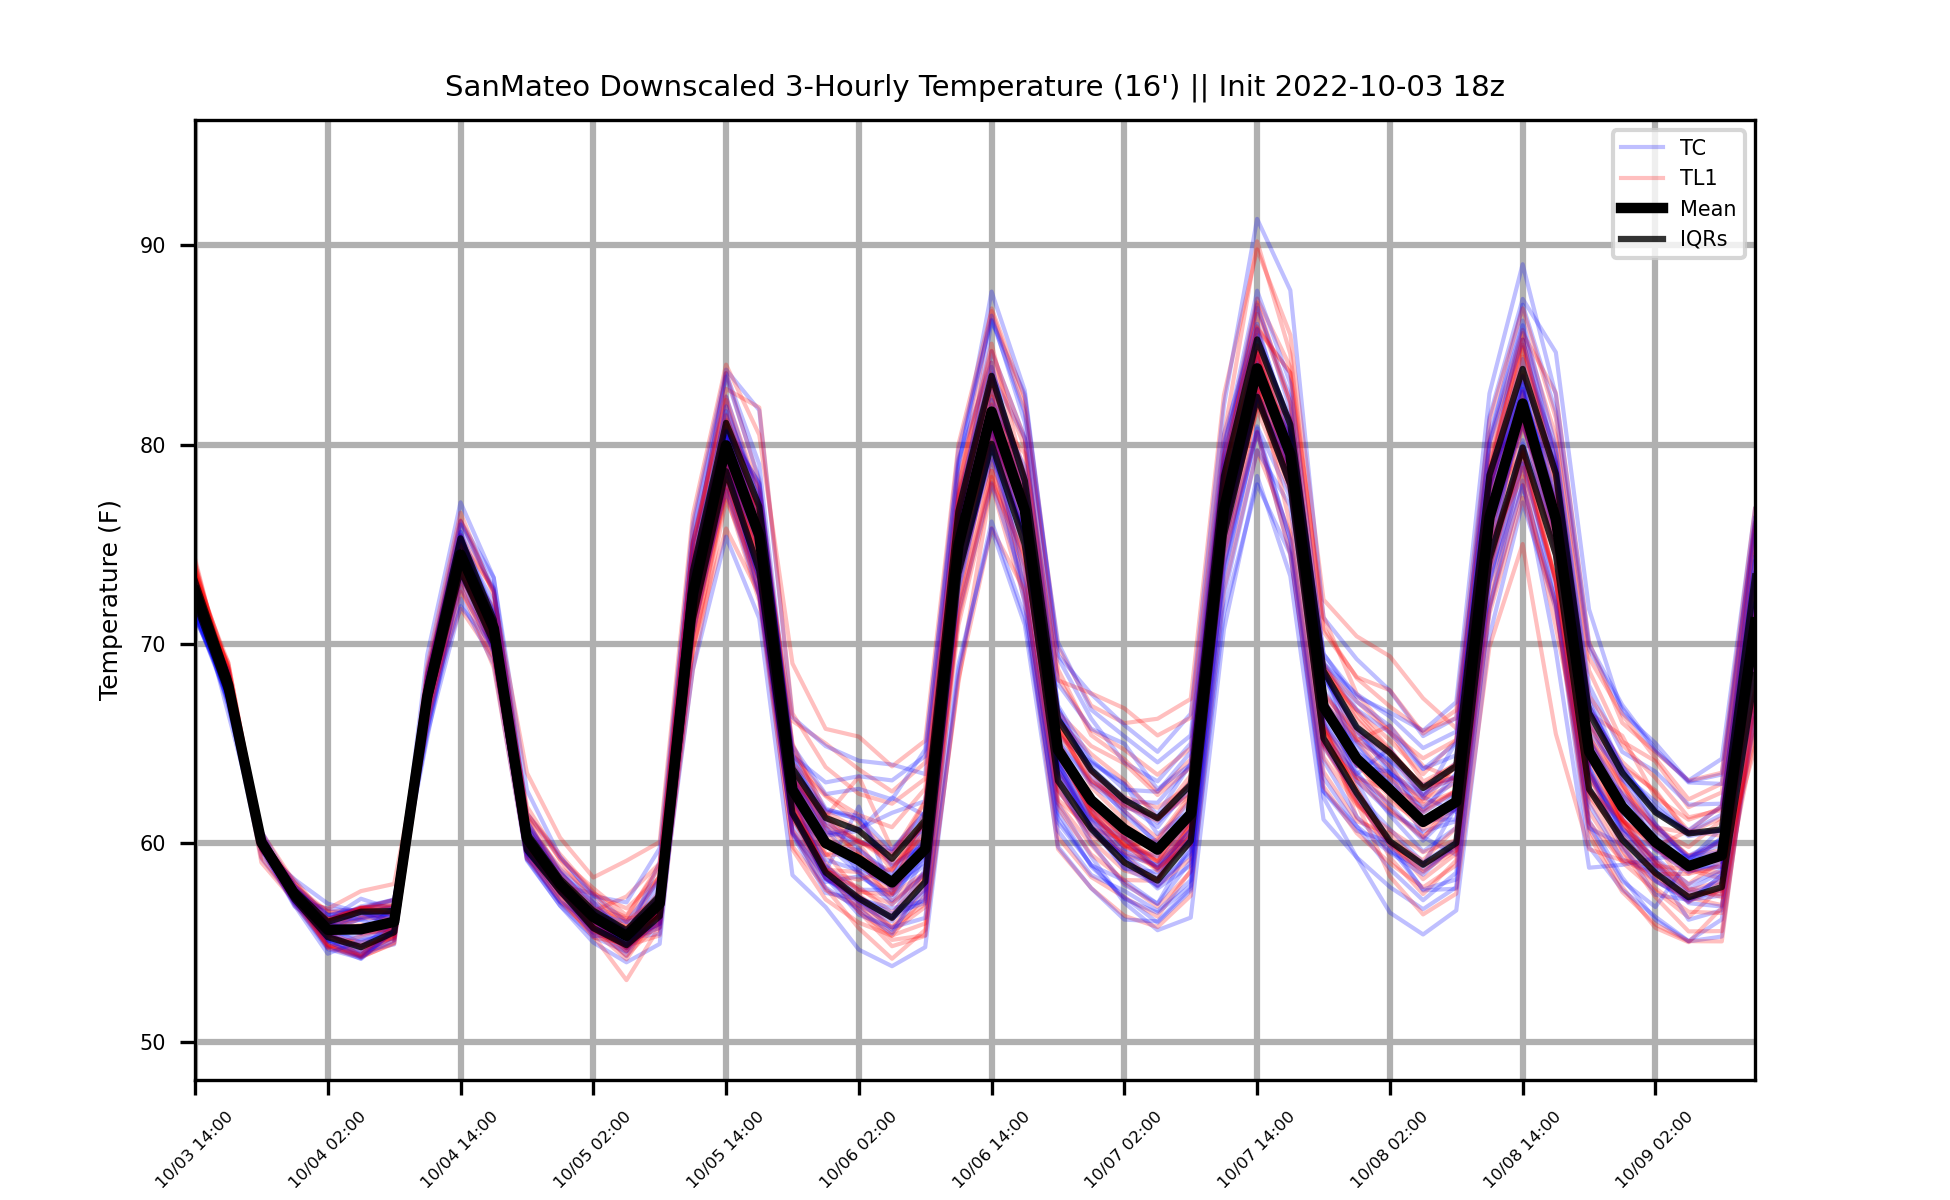 SanMateo Downscaled 3-Hourly Temperature (16') || Init 2022-10-03 18z
TC
TL1
Mean
IQRs
Temperature (F)
90
80
70
60
50
10/03 14:00
10/04 02:00
10/04 14:00
10/05 02:00
10/05 14:00
10/06 02:00
10/06 14:00
10/07 02:00
10/07 14:00
10/08 02:00
10/08 14:00
10/09 02:00